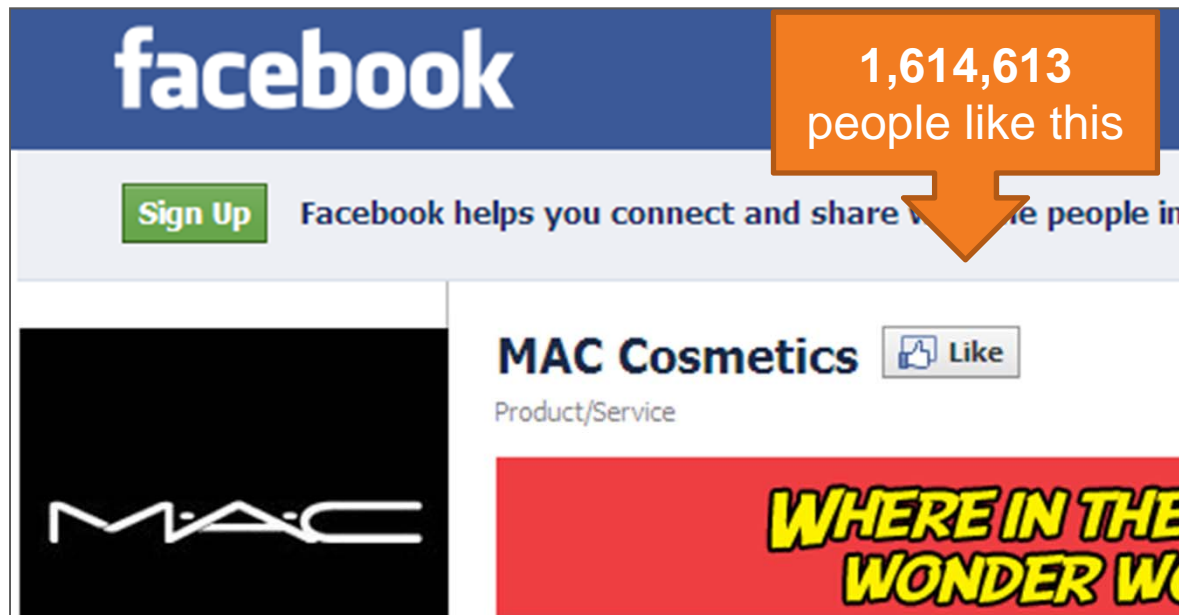 facebook
1,614,613
people like this
Sign Up
Facebook helps you connect and share people in
MAC Cosmetics
Like
Product/Service
M·A·C
WHERE IN THE
WONDER